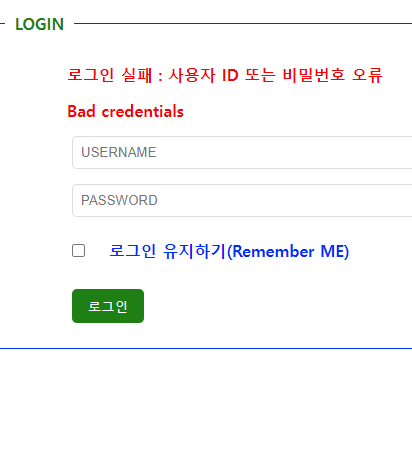 LOGIN
로그인 실패 : 사용자 ID 또는 비밀번호 오류
Bad credentials
USERNAME
PASSWORD
로그인 유지하기(Remember ME)
로그인